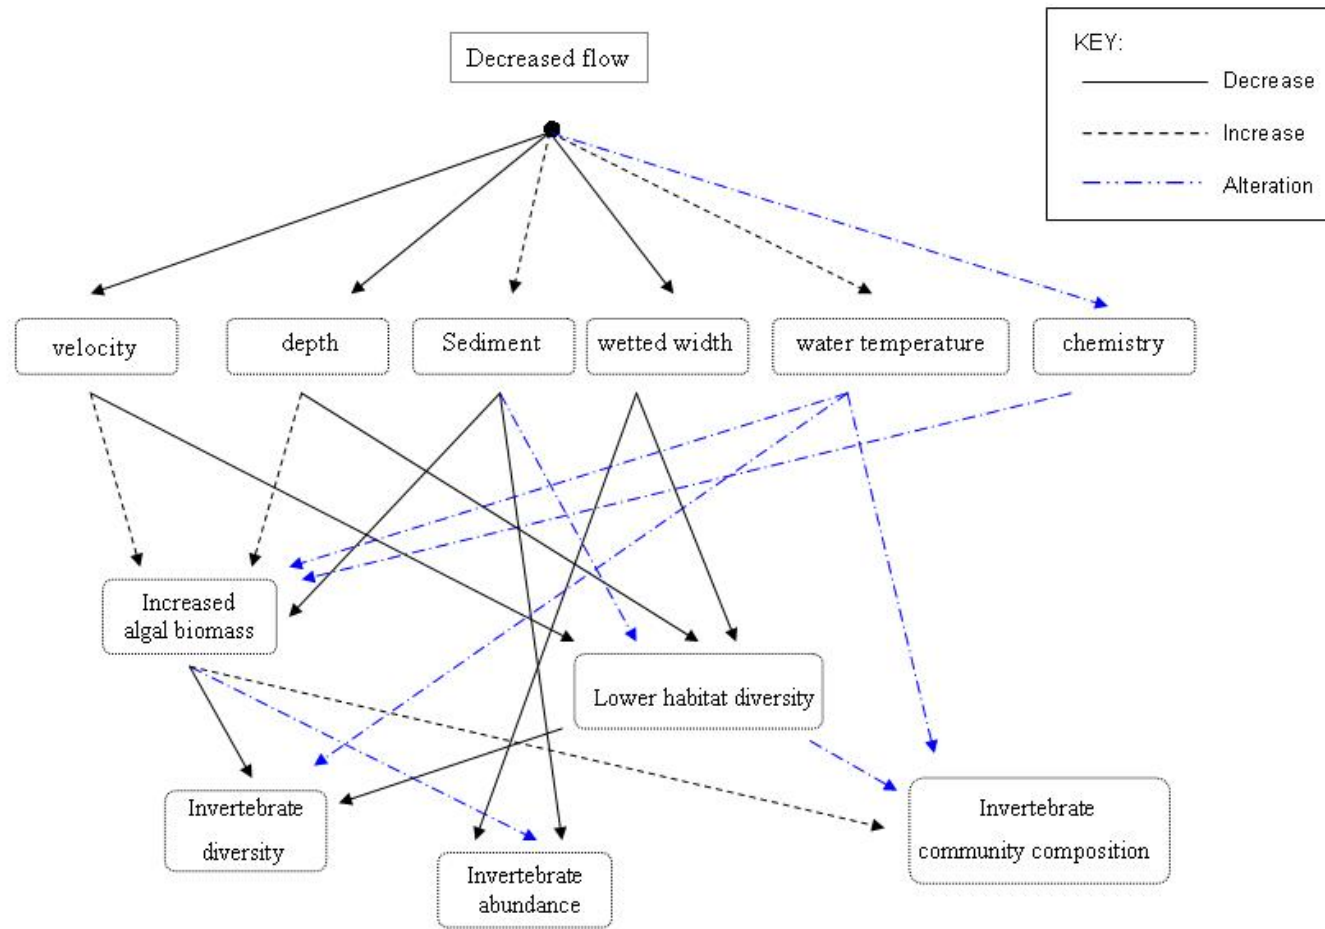 Decreased flow
KEY:
Decrease
Increase
Alteration
velocity
depth
Sediment
wetted width
water temperature
chemistry
Increased
algal biomass
Lower habitat diversity
Invertebrate
diversity
Invertebrate
abundance
Invertebrate
community composition